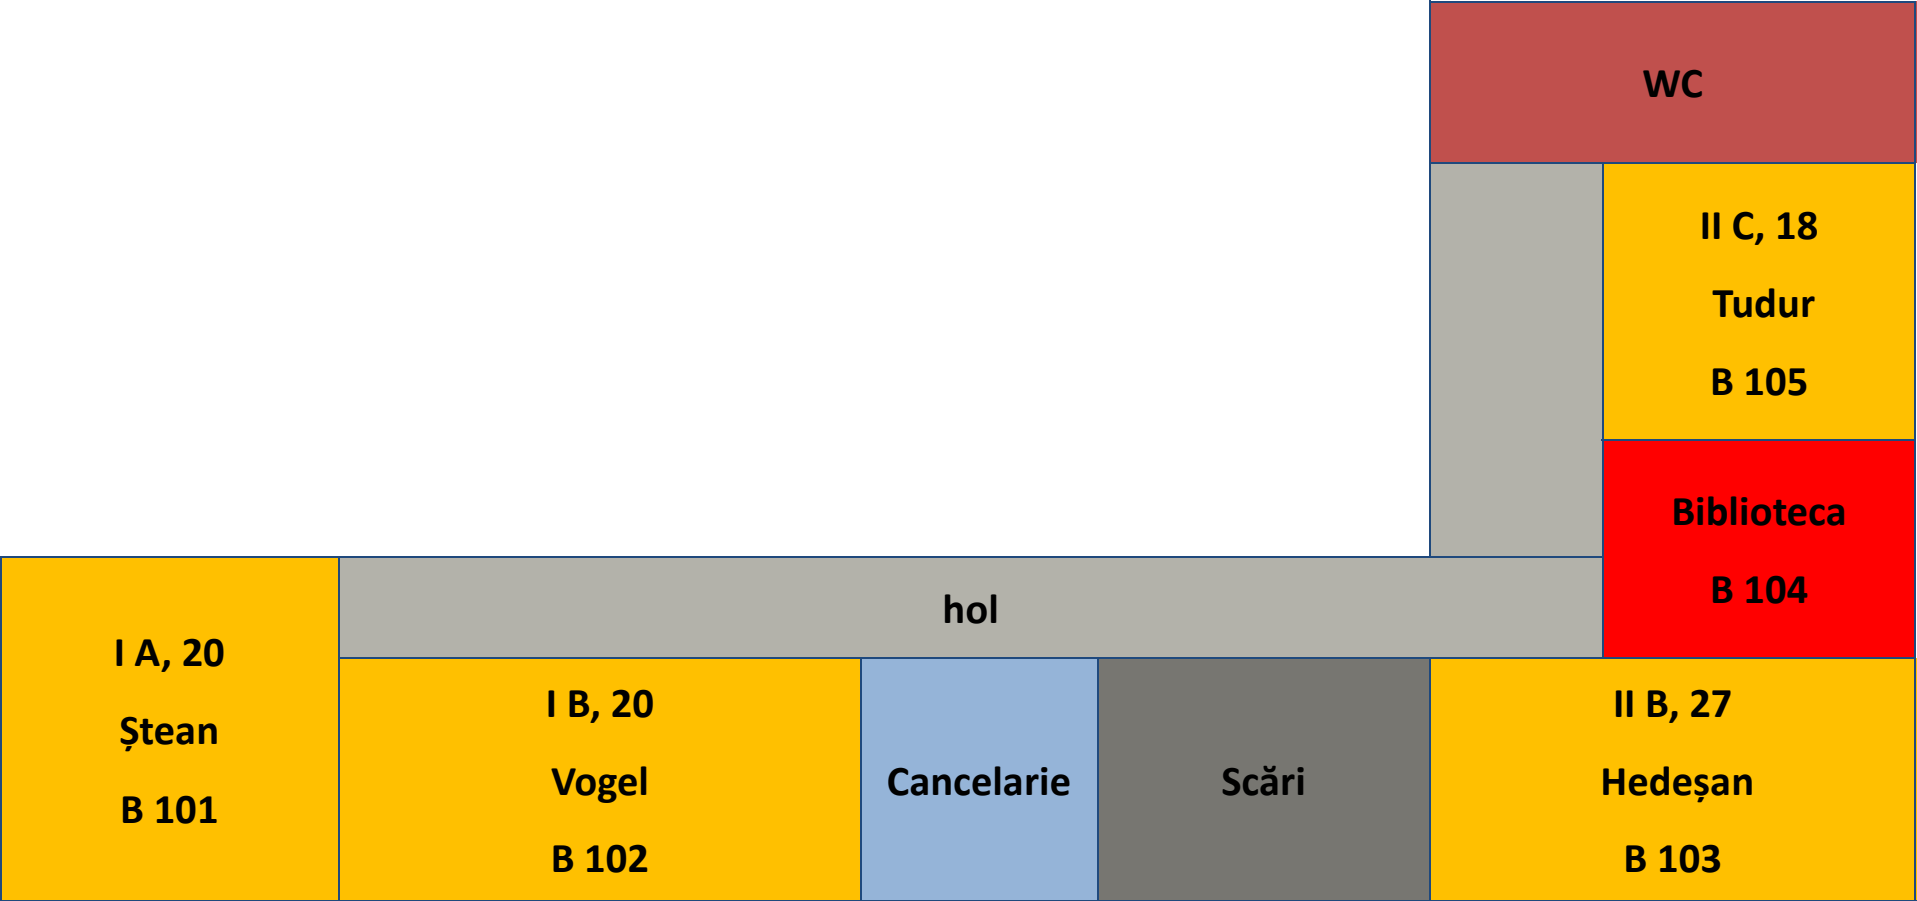 WC
II C, 18
Tudur
B 105
Biblioteca
B 104
hol
I A, 20
Ștean
B 101
I B, 20
Vogel
B 102
Cancelarie
Scări
II B, 27
Hedeșan
B 103